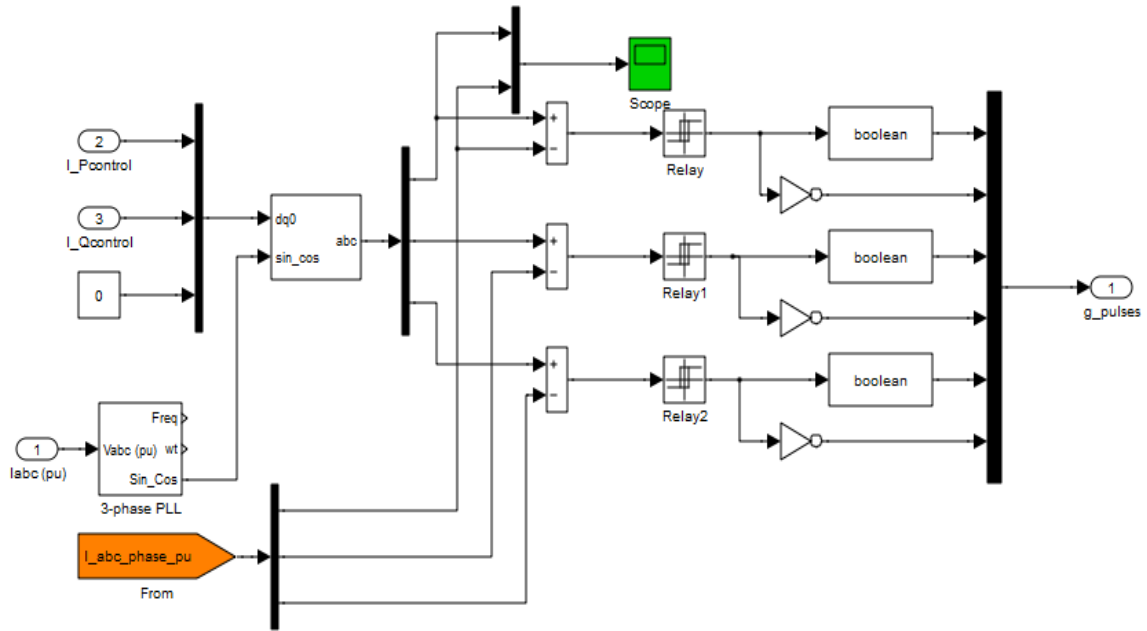 Scope
+
−
Relay
boolean
2
I_Pcontrol
3
I_Qcontrol
0
dq0
sin_cos
abc
+
−
Relay1
boolean
1
g_pulses
+
−
Relay2
boolean
1
Iabc (pu)
Freq
Vabc (pu)
wt
Sin_Cos
3-phase PLL
I_abc_phase_pu
From